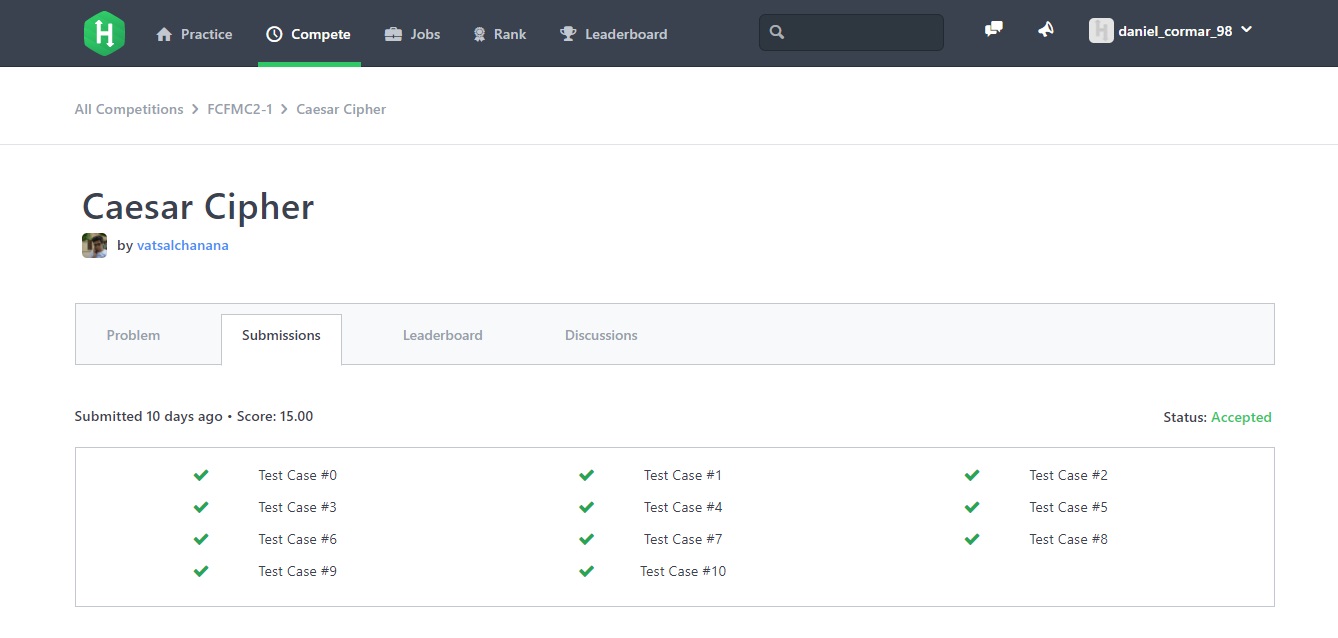 H Practice Compete Jobs Rank Leaderboard daniel_cormar_98
All Competitions > FCFMC2-1 > Caesar Cipher
Caesar Cipher
by vatsalchanana
Problem Submissions Leaderboard Discussions
Submitted 10 days ago • Score: 15.00 Status: Accepted
Test Case #0 Test Case #1 Test Case #2
Test Case #3 Test Case #4 Test Case #5
Test Case #6 Test Case #7 Test Case #8
Test Case #9 Test Case #10